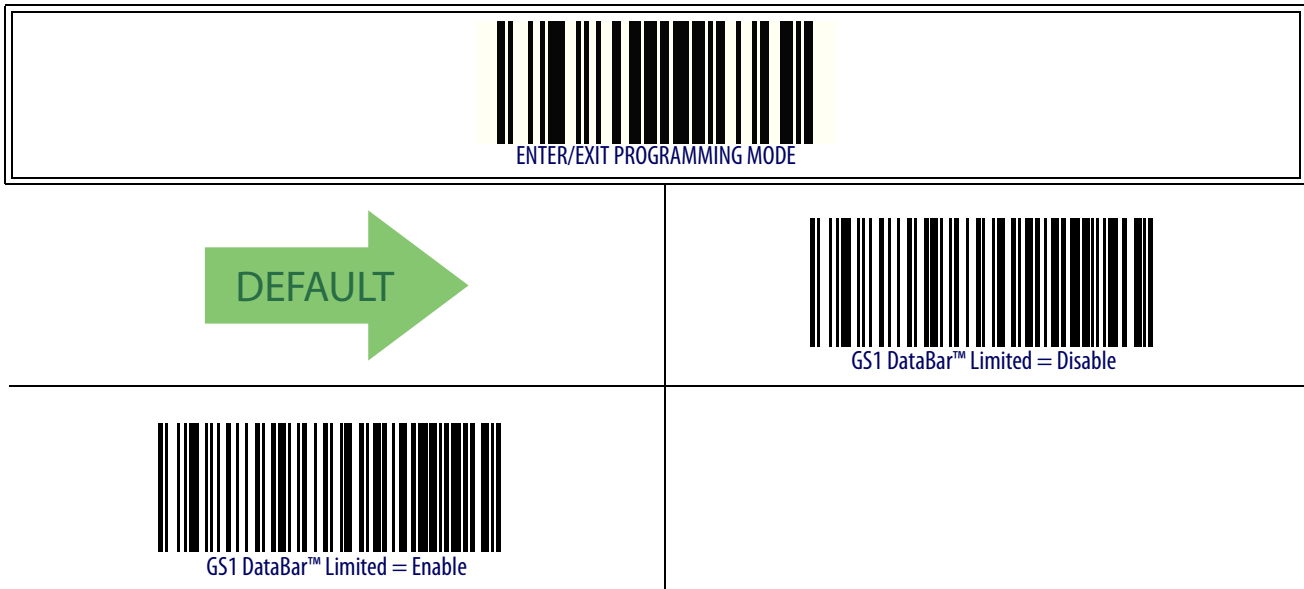 ENTER/EXIT PROGRAMMING MODE
DEFAULT
GS1 DataBar™ Limited = Disable
GS1 DataBar™ Limited = Enable